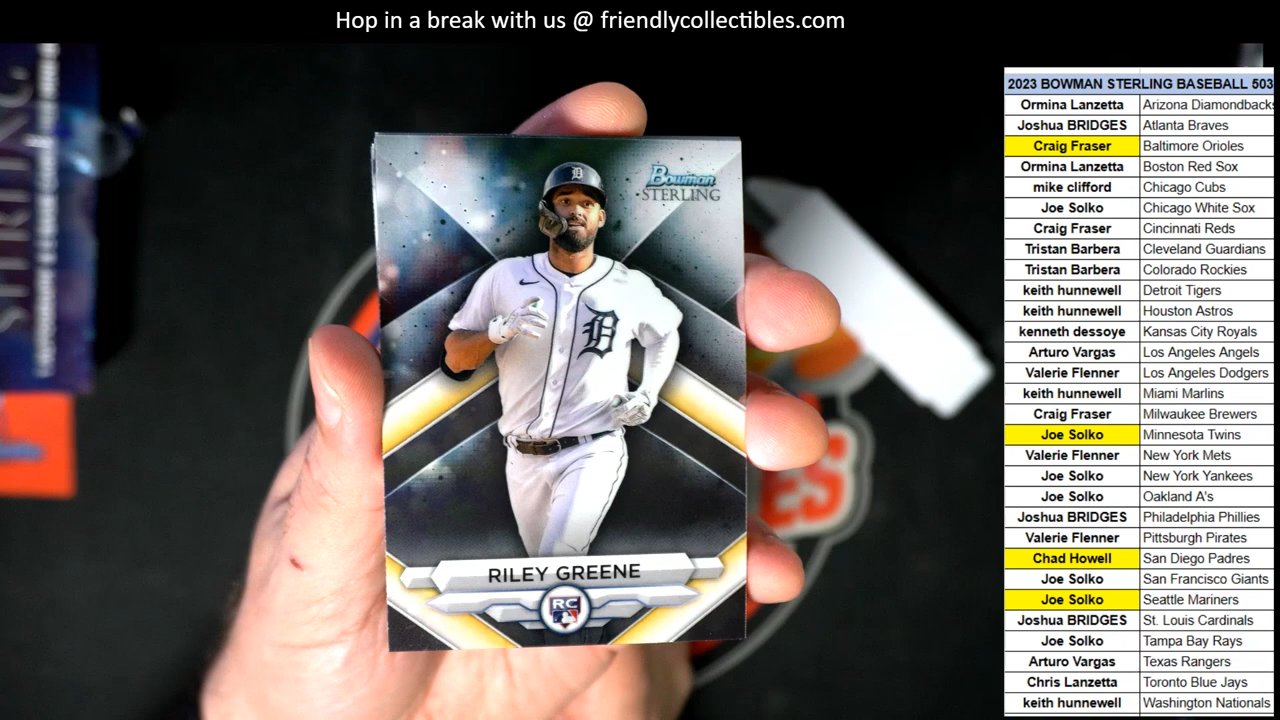 Hop in a break with us @ friendlycollectibles.com
Bowman
STERLING
D
D
RILEY GREENE
RC
STERLING
ES
2023 BOWMAN STERLING BASEBALL 503
Ormina Lanzetta Arizona Diamondbacks
Joshua BRIDGES Atlanta Braves
Craig Fraser Baltimore Orioles
Ormina Lanzetta Boston Red Sox
mike clifford Chicago Cubs
Joe Solko Chicago White Sox
Craig Fraser Cincinnati Reds
Tristan Barbera Cleveland Guardians
Tristan Barbera Colorado Rockies
keith hunnewell Detroit Tigers
keith hunnewell Houston Astros
kenneth dessoye Kansas City Royals
Arturo Vargas Los Angeles Angels
Valerie Flenner Los Angeles Dodgers
keith hunnewell Miami Marlins
Craig Fraser Milwaukee Brewers
Joe Solko Minnesota Twins
Valerie Flenner New York Mets
Joe Solko New York Yankees
Joe Solko Oakland A's
Joshua BRIDGES Philadelphia Phillies
Valerie Flenner Pittsburgh Pirates
Chad Howell San Diego Padres
Joe Solko San Francisco Giants
Joe Solko Seattle Mariners
Joshua BRIDGES St. Louis Cardinals
Joe Solko Tampa Bay Rays
Arturo Vargas Texas Rangers
Chris Lanzetta Toronto Blue Jays
keith hunnewell Washington Nationals